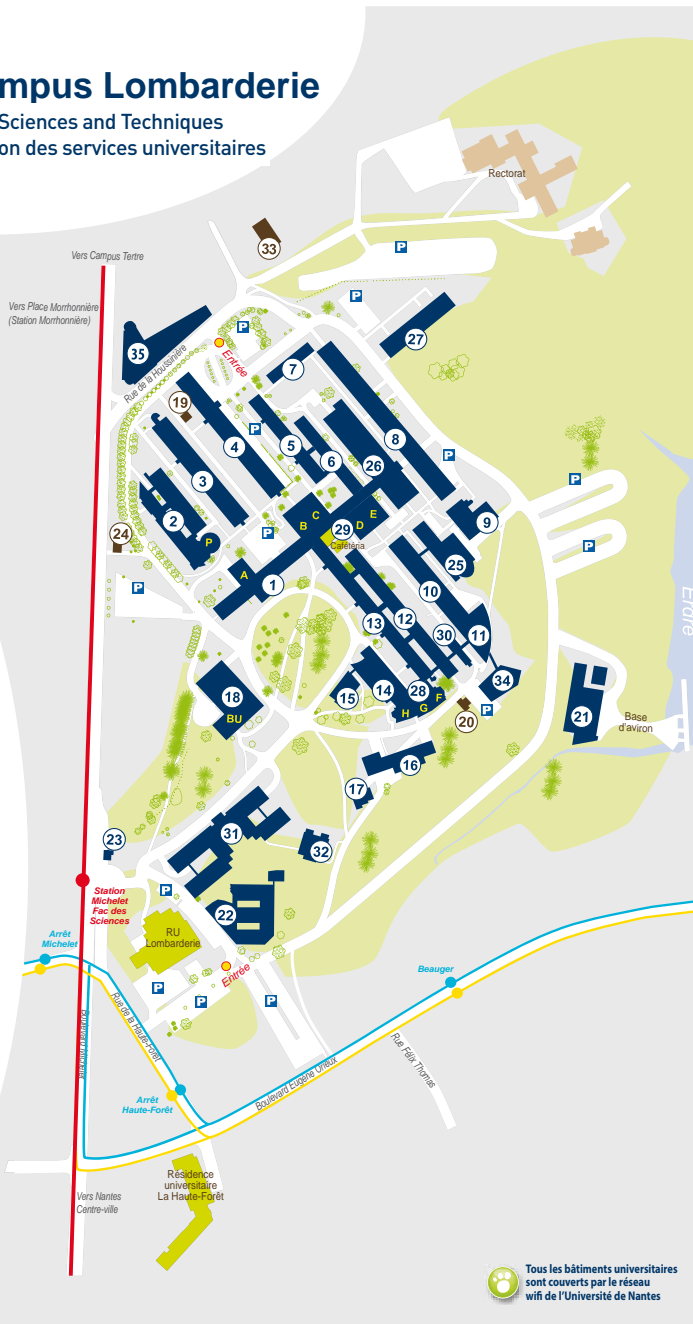 mpus Lombarderie
Sciences and Techniques
on des services universitaires
Rectorat
33
Vers Campus Tertre
P
P
Vers Place Morrhonnière
(Station Morrhonnière)
P
27
35
Rue de la Houssinière
Entrée
7
19
4
5
6
8
P
26
3
P
P
2
C
B
E
D
29
Cafétéria
9
P
24
P
P
25
A
1
10
P
13
12
30
11
18
BU
15
14
28
F
G
H
34
20
P
21
Erdre
Base
d'aviron
16
17
31
32
23
Station
Michelet
Fac des
Sciences
P
22
RU
Lombarderie
Arrêt
Michelet
Entrée
Beauger
P
P
P
Rue de la Haute-Forêt
Rue Félix Thomas
Boulevard Eugène Orieux
Arrêt
Haute-Forêt
Résidence
universitaire
La Haute-Forêt
Vers Nantes
Centre-ville
Tous les bâtiments universitaires
sont couverts par le réseau
wifi de l'Université de Nantes